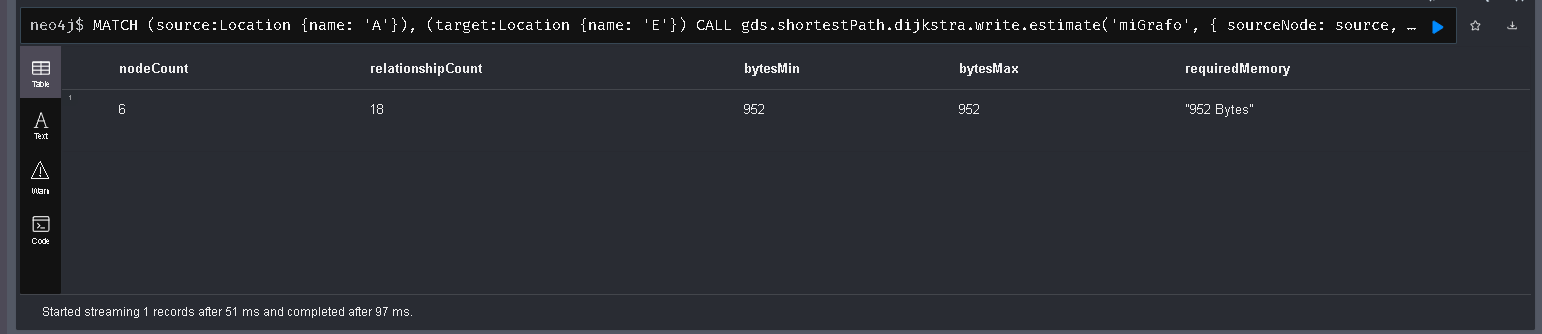 neo4j$ MATCH (source:Location {name: 'A'}), (target:Location {name: 'E'}) CALL gds.shortestPath.dijkstra.write.estimate('miGrafo', { sourceNode: source, …
Table
nodeCount relationshipCount bytesMin bytesMax requiredMemory
1
6 18 952 952 "952 Bytes"
A
Text
Warn
Code
Started streaming 1 records after 51 ms and completed after 97 ms.